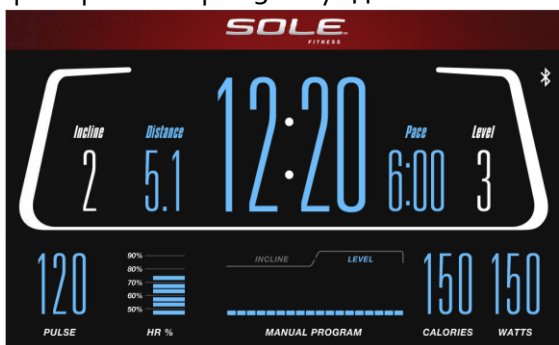 SOLE
FITNESS
12:20
Incline
Distance
Pace
Level
2
5.1
6:00
3
120
90%
80%
70%
60%
50%
INCLINE
LEVEL
150
150
PULSE
HR %
MANUAL PROGRAM
CALORIES
WATTS